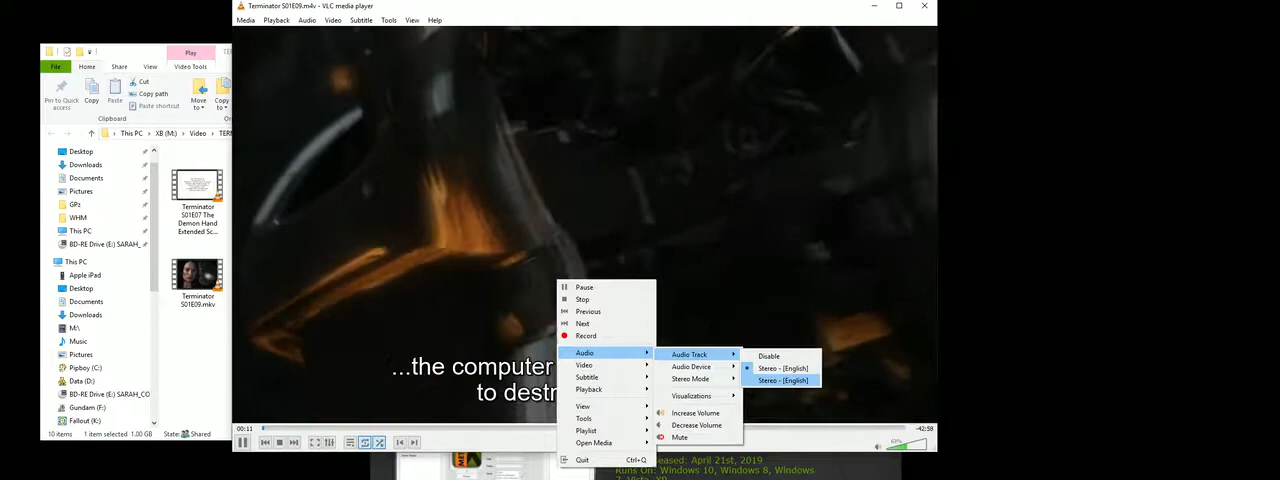 Terminator S01E09.m4v - VLC media player
Media Playback Audio Video Subtitle Tools View Help
Play
File Home Share View Video Tools
Pin to Quick access
Copy
Paste
Cut
Copy path
Paste shortcut
Move to
Copy to
Clipboard
This PC XB (M:) Video
Desktop
Downloads
Documents
Pictures
GPz
WHM
This PC
BD-RE Drive (E:) SARAH_
This PC
Apple iPad
Desktop
Documents
Downloads
M:\
Music
Pictures
Pipboy (C:)
Data (D:)
BD-RE Drive (E:) SARAH_CO
Gundam (F:)
Fallout (K:)
Terminator
S01E07 The
Demon Hand
Extended Sc...
Terminator
S01E09.mkv
10 items 1 item selected 1.00 GB State: Shared
...the computer
to
Pause
Stop
Previous
Next
Record
Audio
Video
Subtitle
Playback
View
Tools
Playlist
Open Media
Quit Ctrl+Q
Audio Track
Audio Device
Stereo Mode
Visualizations
Increase Volume
Decrease Volume
Mute
Disable
Stereo - [English]
Stereo - [English]
00:11
-42:58
63%
April 21st, 2019
Runs On: Windows 10, Windows 8, Windows
7, Vista, XP